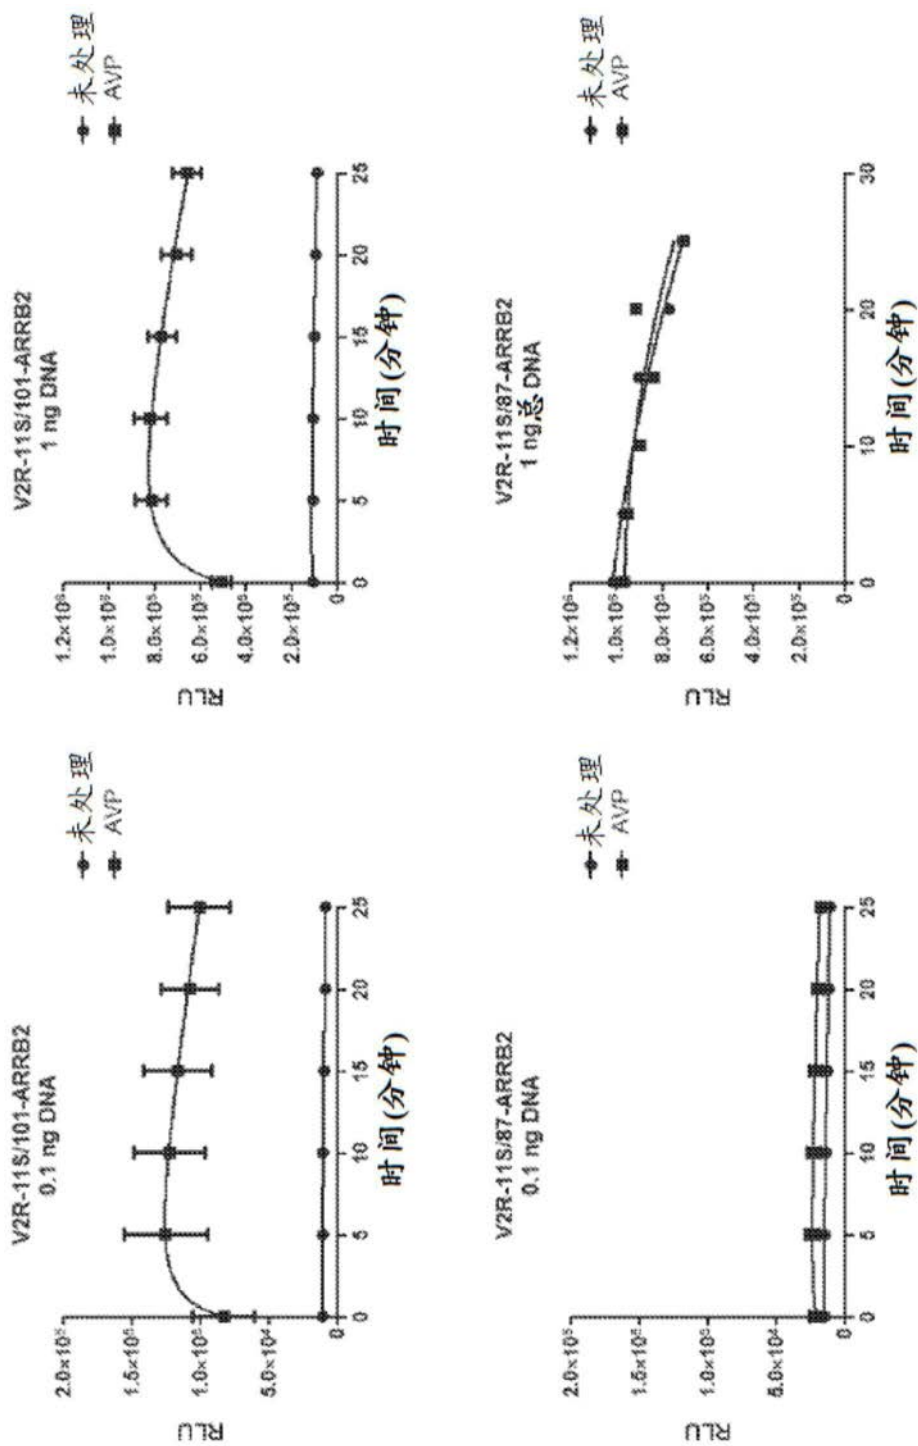 V2R-11S/101-ARRB2
0.1 ng DNA
2.0×10⁵
1.5×10⁵
1.0×10⁵
5.0×10⁴
0
RLU
0 5 10 15 20 25
时间(分钟)
未处理
AVP
V2R-11S/101-ARRB2
1 ng DNA
1.2×10⁶
1.0×10⁶
8.0×10⁵
6.0×10⁵
4.0×10⁵
2.0×10⁵
0
RLU
0 5 10 15 20 25
时间(分钟)
未处理
AVP
V2R-11S/87-ARRB2
0.1 ng DNA
2.0×10⁵
1.5×10⁵
1.0×10⁵
5.0×10⁴
0
RLU
0 5 10 15 20 25
时间(分钟)
未处理
AVP
V2R-11S/87-ARRB2
1 ng总DNA
1.2×10⁶
1.0×10⁶
8.0×10⁵
6.0×10⁵
4.0×10⁵
2.0×10⁵
0
RLU
0 10 20 30
时间(分钟)
未处理
AVP